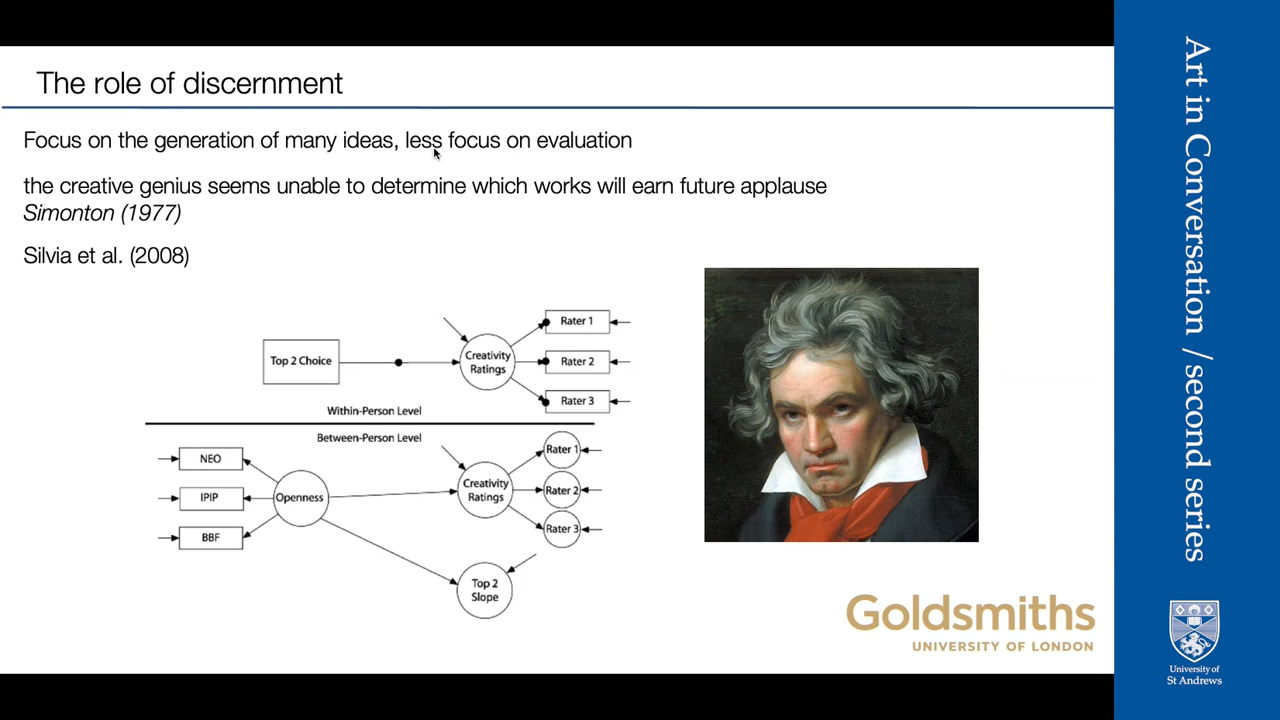 The role of discernment
Focus on the generation of many ideas, less focus on evaluation
the creative genius seems unable to determine which works will earn future applause
Simonton (1977)
Silvia et al. (2008)
Top 2 Choice
Creativity
Ratings
Rater 1
Rater 2
Rater 3
Within-Person Level
Between-Person Level
NEO
IPIP
BBF
Openness
Creativity
Ratings
Rater 1
Rater 2
Rater 3
Top 2
Slope
Goldsmiths
UNIVERSITY OF LONDON
Art in Conversation / second series
University of
St Andrews